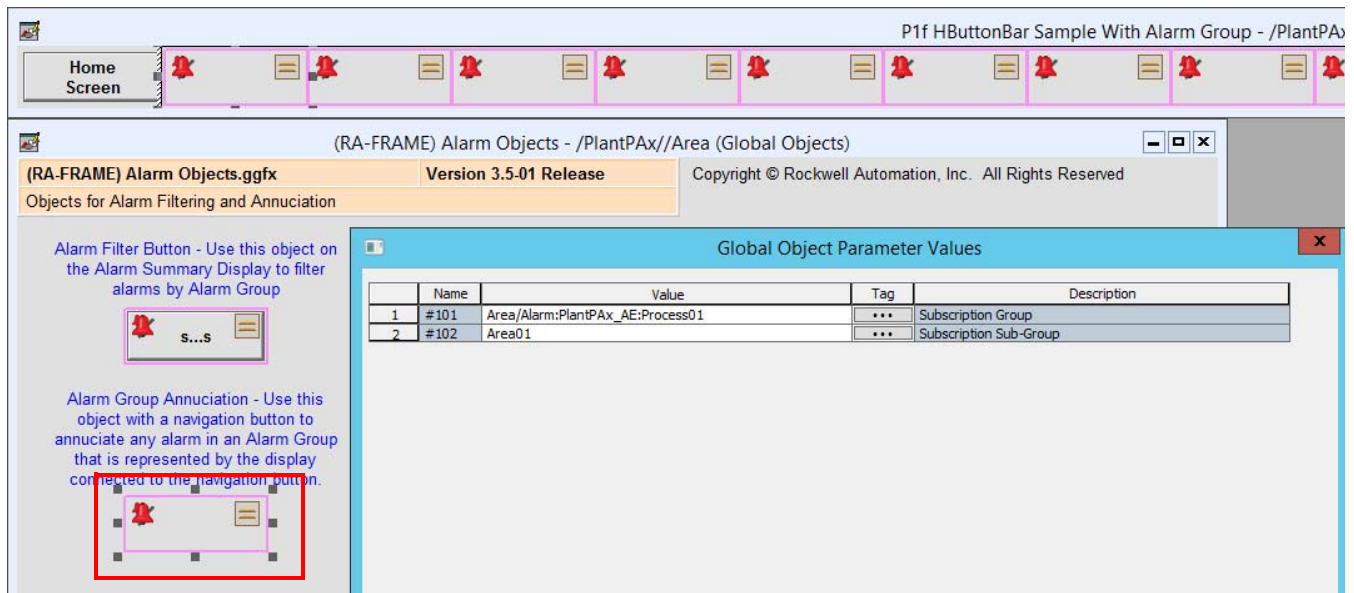 P1f HButtonBar Sample With Alarm Group - /PlantPAx
Home
Screen
(RA-FRAME) Alarm Objects - /PlantPAx//Area (Global Objects)
(RA-FRAME) Alarm Objects.ggfx
Version 3.5-01 Release
Copyright © Rockwell Automation, Inc. All Rights Reserved
Objects for Alarm Filtering and Annuciation
Alarm Filter Button - Use this object on
the Alarm Summary Display to filter
alarms by Alarm Group
s...s
Alarm Group Annuciation - Use this
object with a navigation button to
annuciate any alarm in an Alarm Group
that is represented by the display
connected to the navigation button.
Global Object Parameter Values
x
Name Value Tag Description
1 #101 Area/Alarm:PlantPAx_AE:Process01 ... Subscription Group
2 #102 Area01 ... Subscription Sub-Group